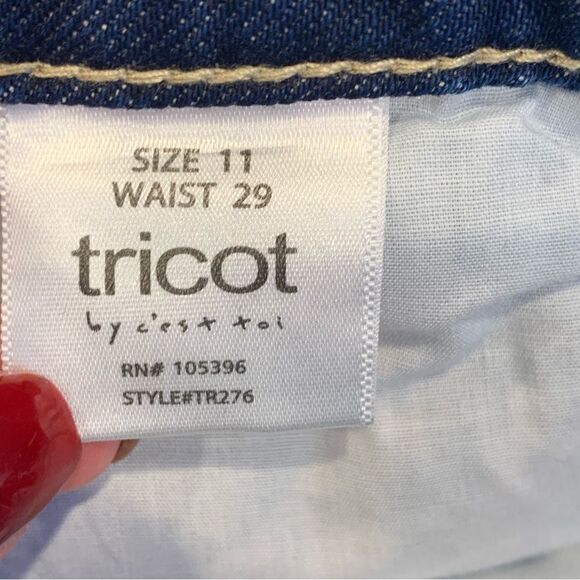 SIZE 11
WAIST 29
tricot
by c'est toi
RN# 105396
STYLE#TR276